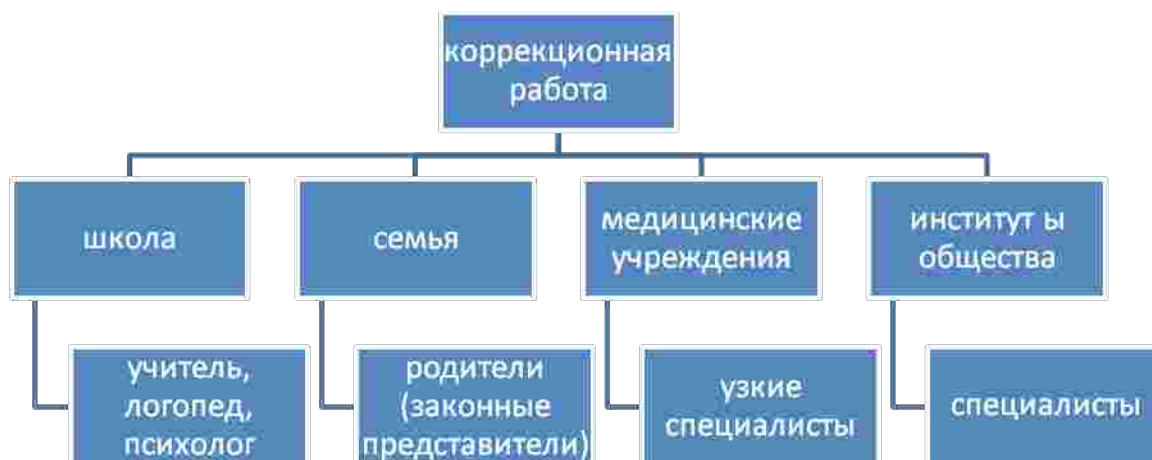 коррекционная
работа
школа
семья
медицинские
учреждения
институт ы
общества
учитель,
логопед,
психолог
родители
(законные
представители)
узкие
специалисты
специалисты